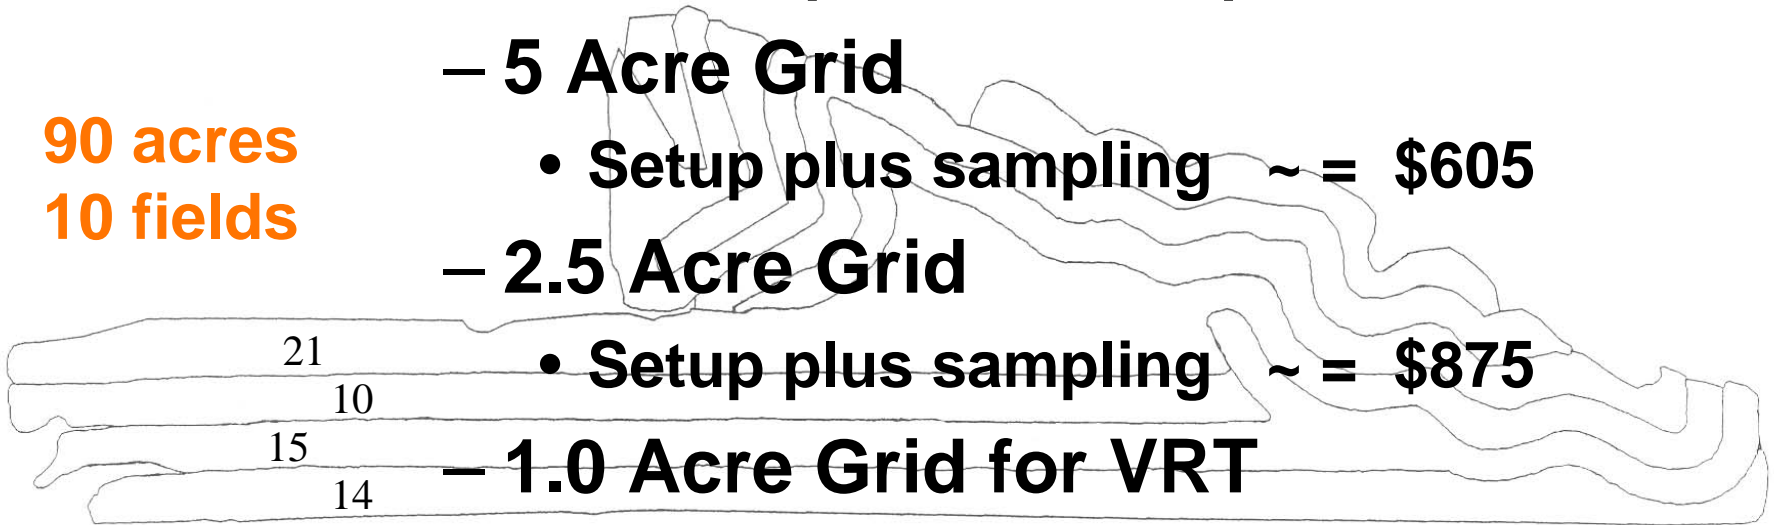 – 5 Acre Grid
90 acres
10 fields
• Setup plus sampling ~ = $605
– 2.5 Acre Grid
• Setup plus sampling ~ = $875
– 1.0 Acre Grid for VRT
21
10
15
14